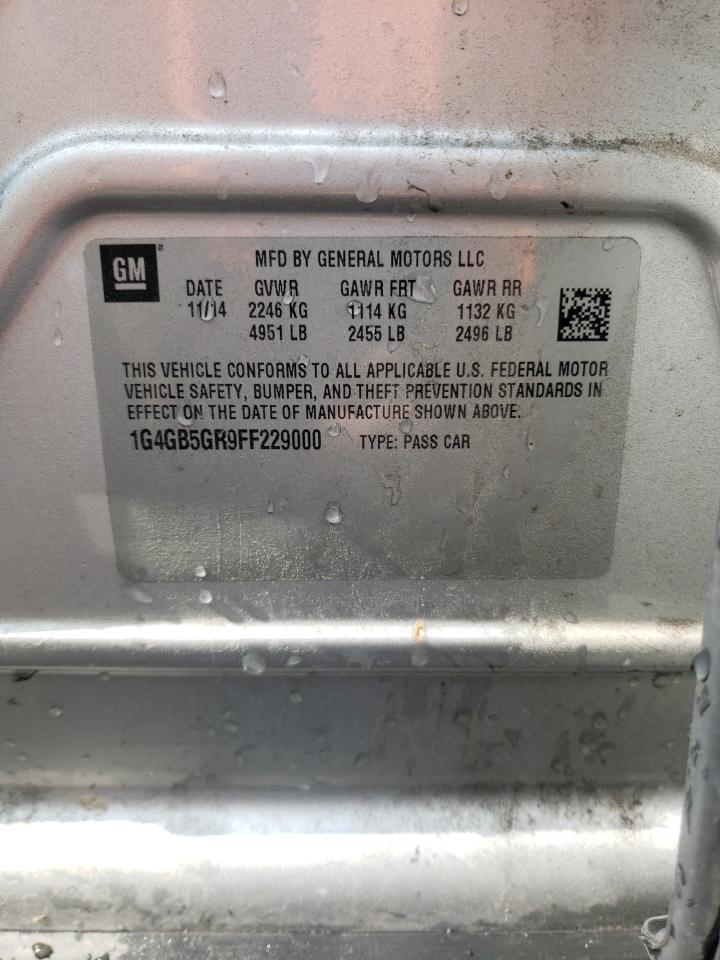 GM®
MFD BY GENERAL MOTORS LLC
DATE GVWR GAWR FRT GAWR RR
11/14 2246 KG 1114 KG 1132 KG
4951 LB 2455 LB 2496 LB
THIS VEHICLE CONFORMS TO ALL APPLICABLE U.S. FEDERAL MOTOR
VEHICLE SAFETY, BUMPER, AND THEFT PREVENTION STANDARDS IN
EFFECT ON THE DATE OF MANUFACTURE SHOWN ABOVE.
1G4GB5GR9FF229000 TYPE: PASS CAR